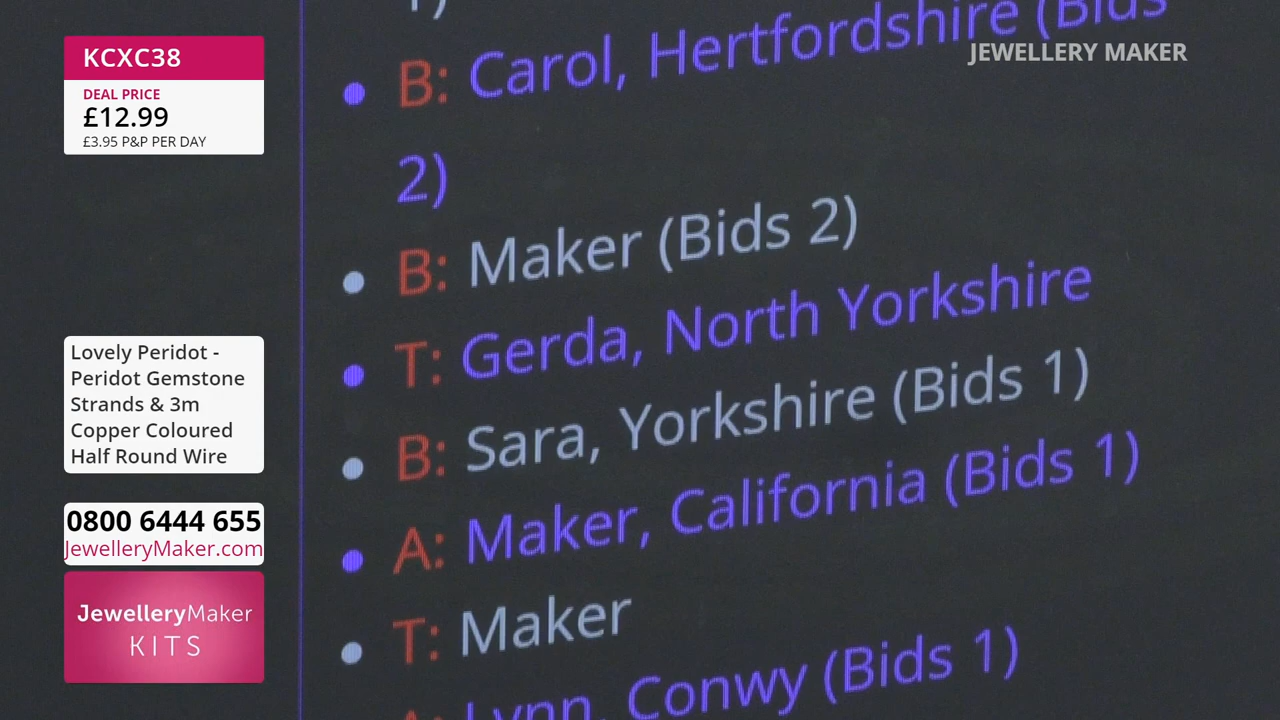 KCXC38
DEAL PRICE
£12.99
£3.95 P&P PER DAY
JEWELLERY MAKER
1)
B: Carol, Hertfordshire (Bids
2)
B: Maker (Bids 2)
T: Gerda, North Yorkshire
B: Sara, Yorkshire (Bids 1)
A: Maker, California (Bids 1)
T: Maker
A: Lynn, Conwy (Bids 1)
Lovely Peridot -
Peridot Gemstone
Strands & 3m
Copper Coloured
Half Round Wire
0800 6444 655
JewelleryMaker.com
JewelleryMaker
KITS